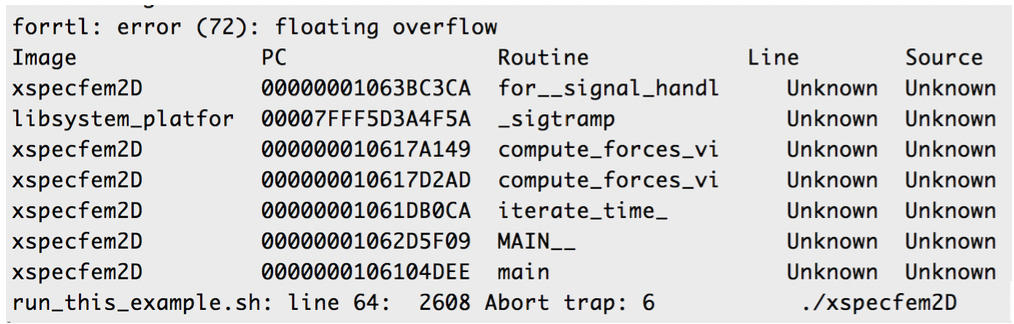 forrtl: error (72): floating overflow
Image PC Routine Line Source
xspecfem2D 00000001063BC3CA for__signal_handl Unknown Unknown
libsystem_platfor 00007FFF5D3A4F5A _sigtramp Unknown Unknown
xspecfem2D 000000010617A149 compute_forces_vi Unknown Unknown
xspecfem2D 000000010617D2AD compute_forces_vi Unknown Unknown
xspecfem2D 00000001061DB0CA iterate_time_ Unknown Unknown
xspecfem2D 00000001062D5F09 MAIN__ Unknown Unknown
xspecfem2D 0000000106104DEE main Unknown Unknown
run_this_example.sh: line 64: 2608 Abort trap: 6 ./xspecfem2D